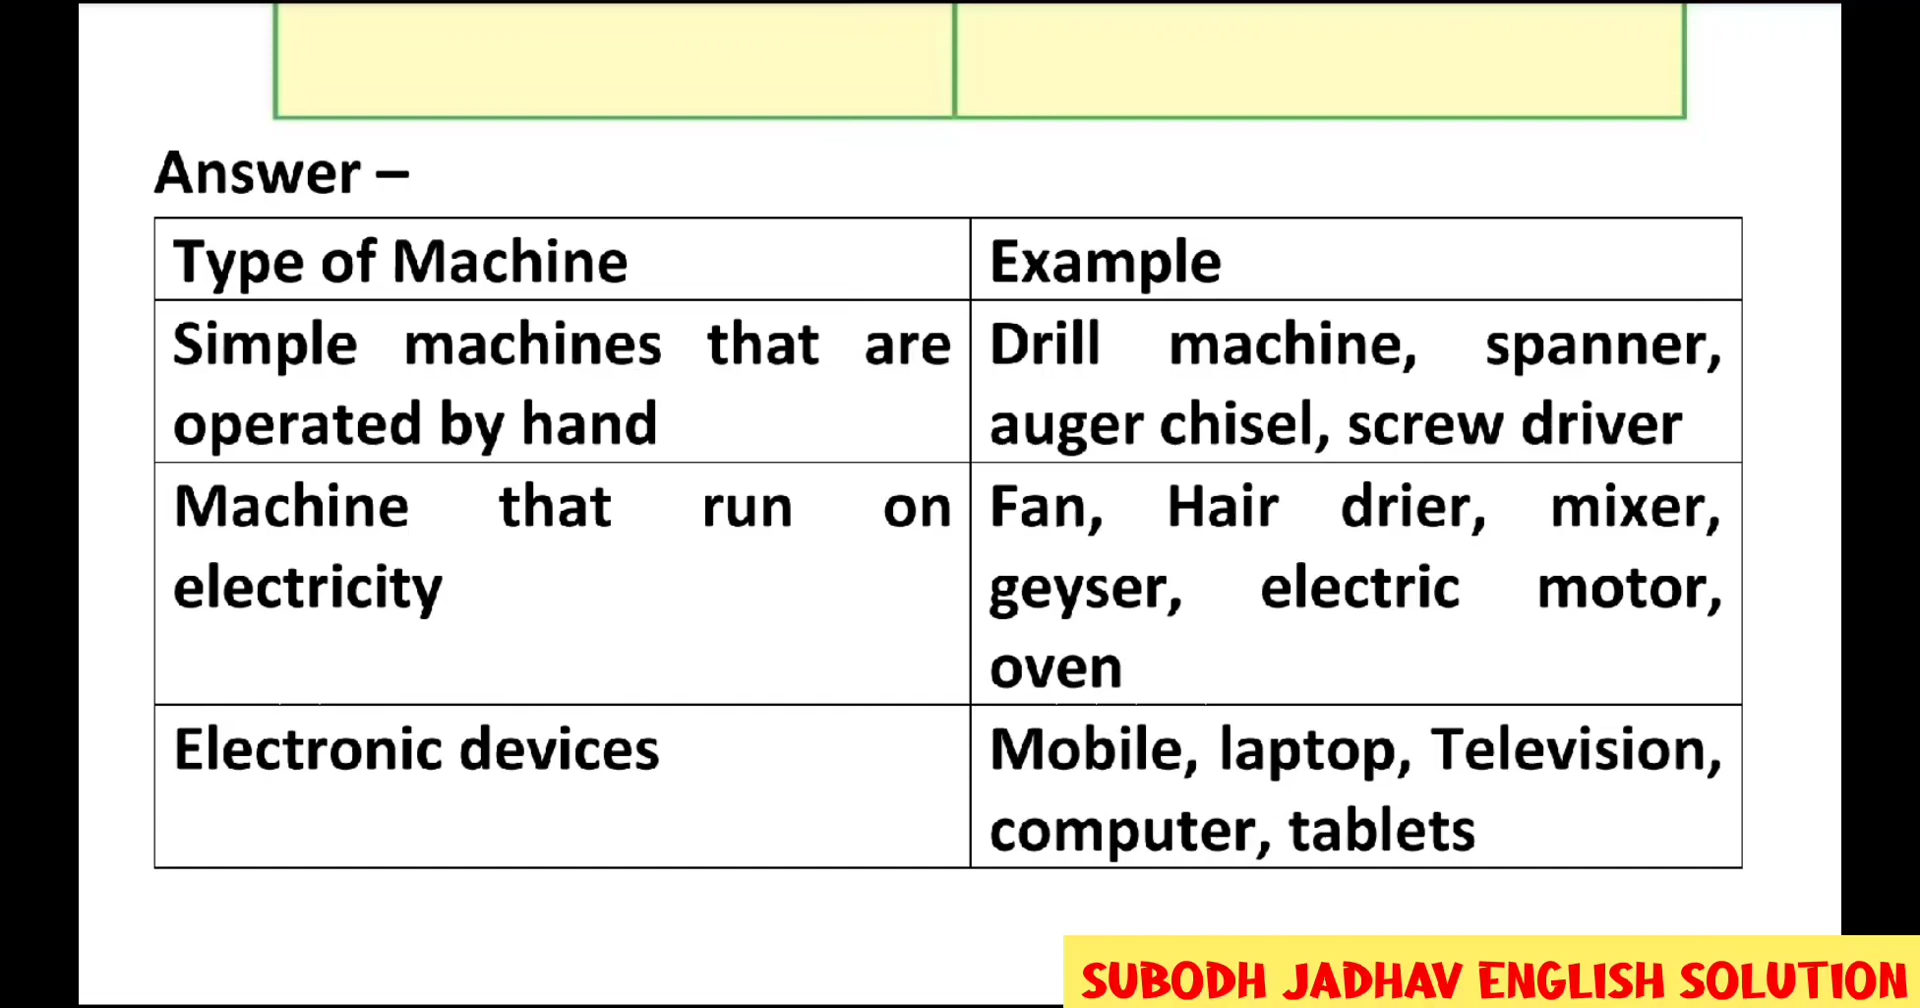 Answer –
Type of Machine
Example
Simple machines that are
operated by hand
Drill machine, spanner,
auger chisel, screw driver
Machine that run on
electricity
Fan, Hair drier, mixer,
geyser, electric motor,
oven
Electronic devices
Mobile, laptop, Television,
computer, tablets
SUBODH JADHAV ENGLISH SOLUTION